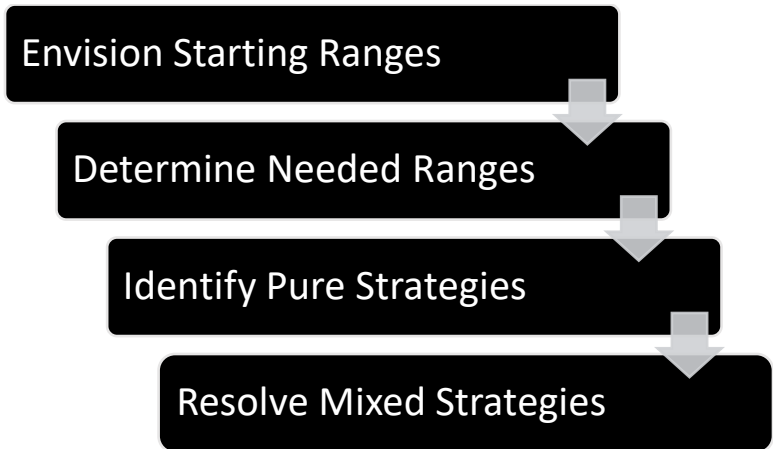 Envision Starting Ranges
Determine Needed Ranges
Identify Pure Strategies
Resolve Mixed Strategies